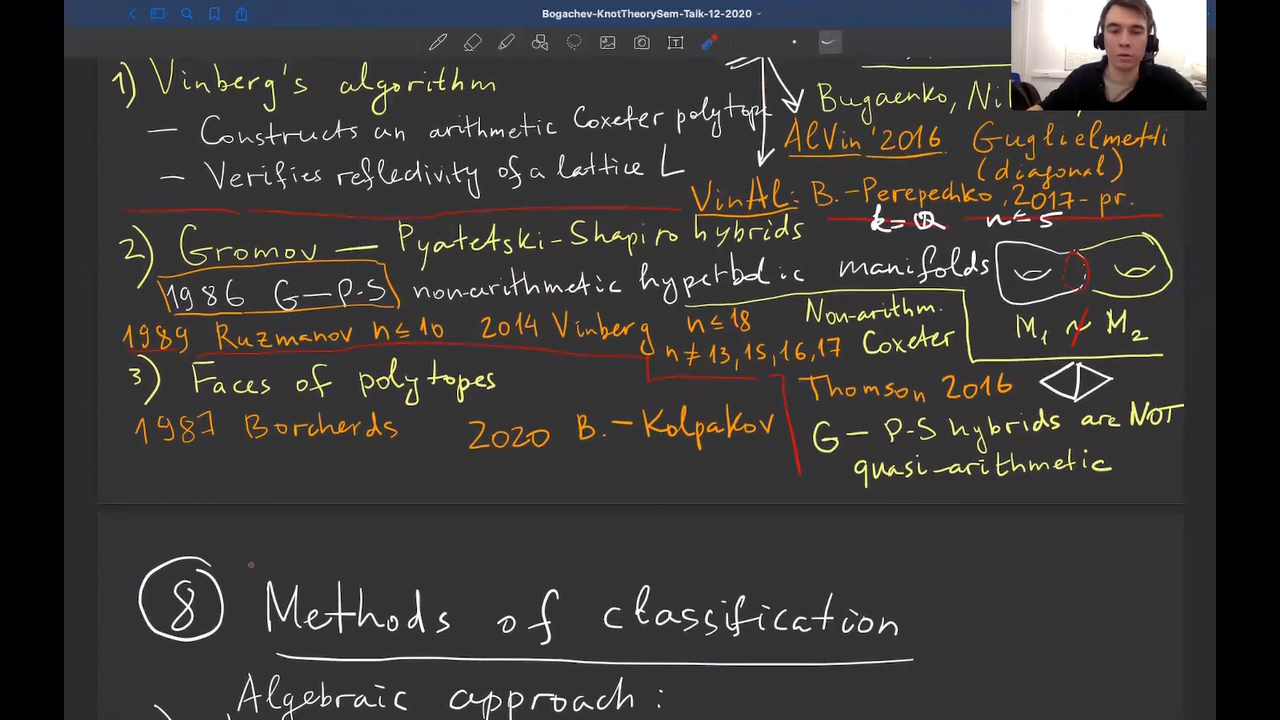 Bogachev-KnotTheorySem-Talk-12-2020
1) Vinberg's algorithm
— Constructs an arithmetic Coxeter polytope
— Verifies reflectivity of a lattice L
Bugaenko,
AlVin '2016 Guglielmetti
(diagonal)
VinAl: B.-Perepechko, 2017-pr.
k=Q n≤5
2) Gromov — Pyatetski-Shapiro hybrids
1986 G—P-S non-arithmetic hyperbolic manifolds
M1 ≁ M2
1989 Ruzmanov n≤10 2014 Vinberg n≤18
n≠13,15,16,17
Non-arithm.
Coxeter
3) Faces of polytopes
1987 Borcherds 2020 B.-Kolpakov
Thomson 2016
G—P-S hybrids are NOT
quasi-arithmetic
8 Methods of classification
Algebraic approach: